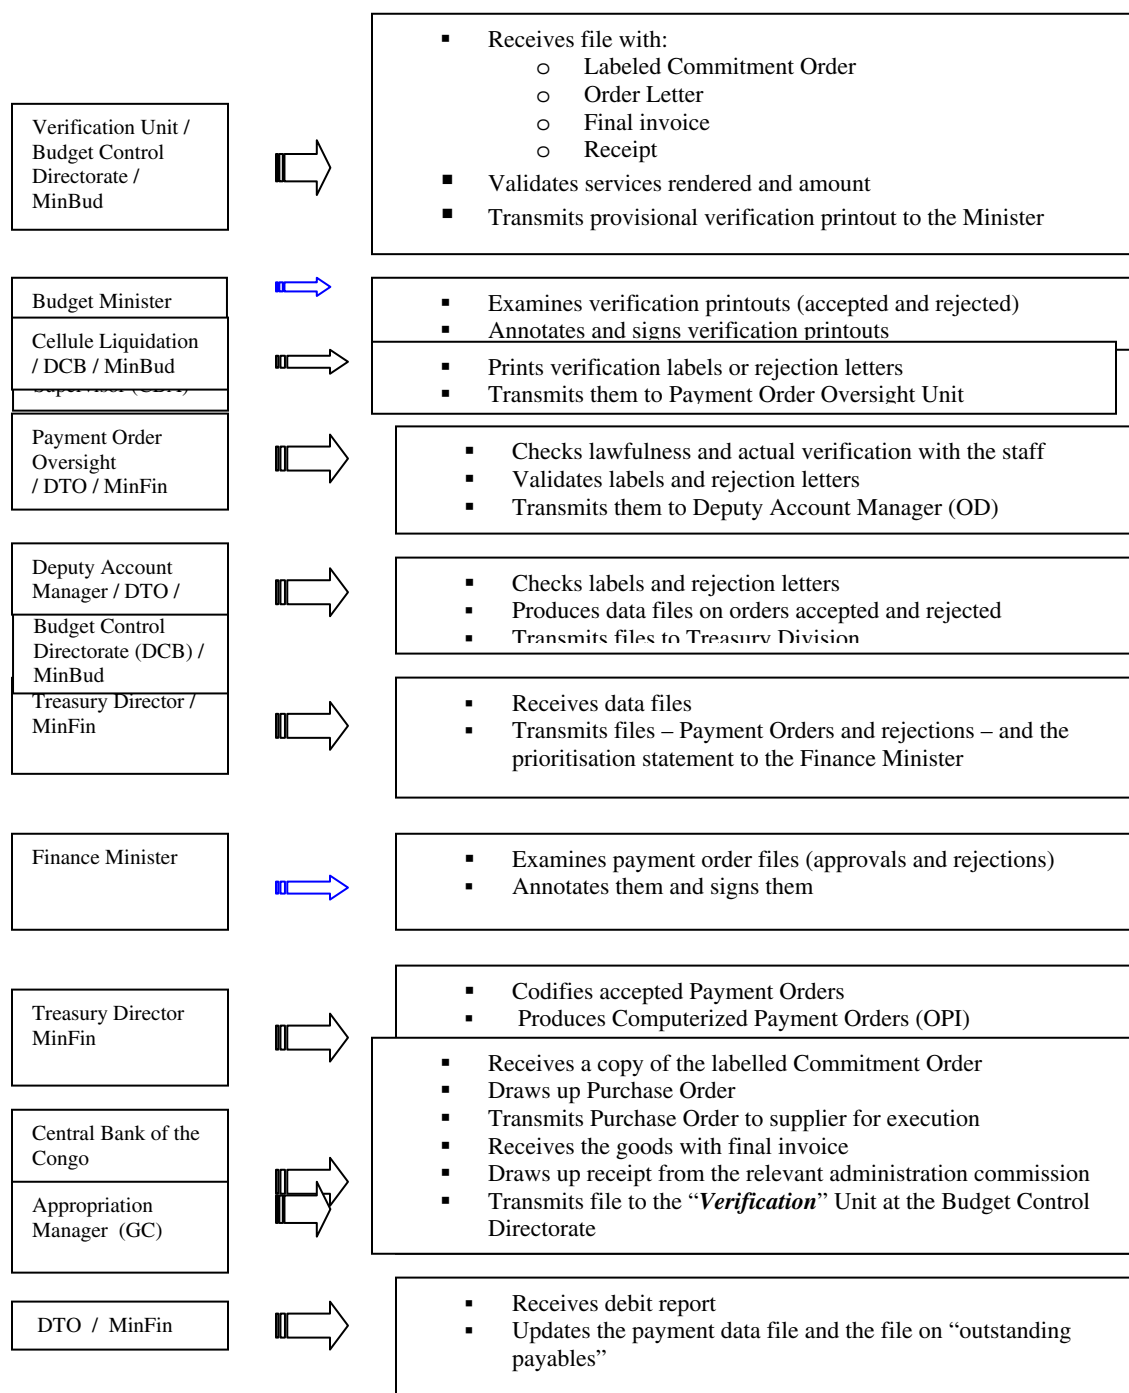 Verification Unit /
Budget Control
Directorate /
MinBud
▪ Receives file with:
o Labeled Commitment Order
o Order Letter
o Final invoice
o Receipt
▪ Validates services rendered and amount
▪ Transmits provisional verification printout to the Minister
Budget Minister
▪ Examines verification printouts (accepted and rejected)
▪ Annotates and signs verification printouts
Cellule Liquidation
/ DCB / MinBud
▪ Prints verification labels or rejection letters
▪ Transmits them to Payment Order Oversight Unit
Payment Order
Oversight
/ DTO / MinFin
▪ Checks lawfulness and actual verification with the staff
▪ Validates labels and rejection letters
▪ Transmits them to Deputy Account Manager (OD)
Deputy Account
Manager / DTO /
▪ Checks labels and rejection letters
▪ Produces data files on orders accepted and rejected
▪ Transmits files to Treasury Division
Budget Control
Directorate (DCB) /
MinBud
Treasury Director /
MinFin
▪ Receives data files
▪ Transmits files – Payment Orders and rejections – and the
prioritisation statement to the Finance Minister
Finance Minister
▪ Examines payment order files (approvals and rejections)
▪ Annotates them and signs them
Treasury Director
MinFin
▪ Codifies accepted Payment Orders
▪ Produces Computerized Payment Orders (OPI)
Central Bank of the
Congo
Appropriation
Manager (GC)
▪ Receives a copy of the labelled Commitment Order
▪ Draws up Purchase Order
▪ Transmits Purchase Order to supplier for execution
▪ Receives the goods with final invoice
▪ Draws up receipt from the relevant administration commission
▪ Transmits file to the “Verification” Unit at the Budget Control
Directorate
DTO / MinFin
▪ Receives debit report
▪ Updates the payment data file and the file on “outstanding
payables”